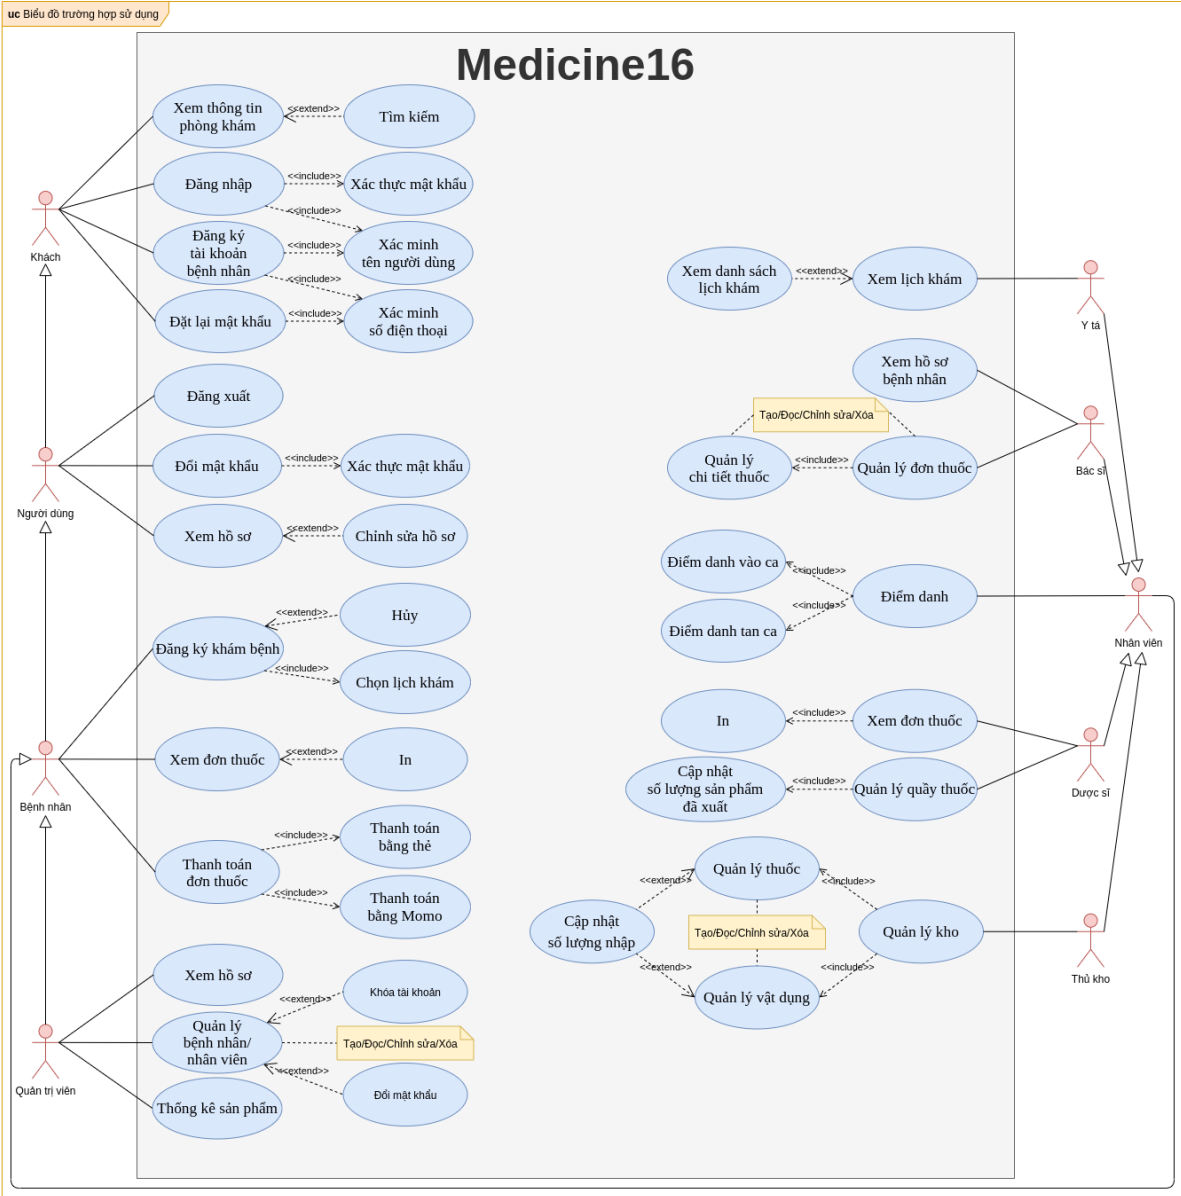 uc Biểu đồ trường hợp sử dụng
Medicine16
Xem thông tin
phòng khám
<<extend>>
Tìm kiếm
Đăng nhập
<<include>>
Xác thực mật khẩu
<<include>>
Khách
Đăng ký
tài khoản
bệnh nhân
<<include>>
Xác minh
tên người dùng
<<include>>
Đặt lại mật khẩu
<<include>>
Xác minh
số điện thoại
Đăng xuất
Người dùng
Đổi mật khẩu
<<include>>
Xác thực mật khẩu
Xem hồ sơ
<<extend>>
Chỉnh sửa hồ sơ
Đăng ký khám bệnh
<<extend>>
Hủy
<<include>>
Chọn lịch khám
Bệnh nhân
Xem đơn thuốc
<<extend>>
In
Thanh toán
đơn thuốc
<<include>>
Thanh toán
bằng thẻ
<<include>>
Thanh toán
bằng Momo
Xem hồ sơ
Quản trị viên
Quản lý
bệnh nhân/
nhân viên
<<extend>>
Khóa tài khoản
Tạo/Đọc/Chỉnh sửa/Xóa
<<extend>>
Đổi mật khẩu
Thống kê sản phẩm
Xem danh sách
lịch khám
<<extend>>
Xem lịch khám
Y tá
Xem hồ sơ
bệnh nhân
Tạo/Đọc/Chỉnh sửa/Xóa
Quản lý
chi tiết thuốc
<<include>>
Quản lý đơn thuốc
Bác sĩ
Điểm danh vào ca
<<include>>
Điểm danh
<<include>>
Điểm danh tan ca
Nhân viên
In
<<include>>
Xem đơn thuốc
Cập nhật
số lượng sản phẩm
đã xuất
<<include>>
Quản lý quầy thuốc
Dược sĩ
Quản lý thuốc
<<extend>>
<<include>>
Cập nhật
số lượng nhập
Tạo/Đọc/Chỉnh sửa/Xóa
Quản lý kho
<<extend>>
<<include>>
Quản lý vật dụng
Thủ kho